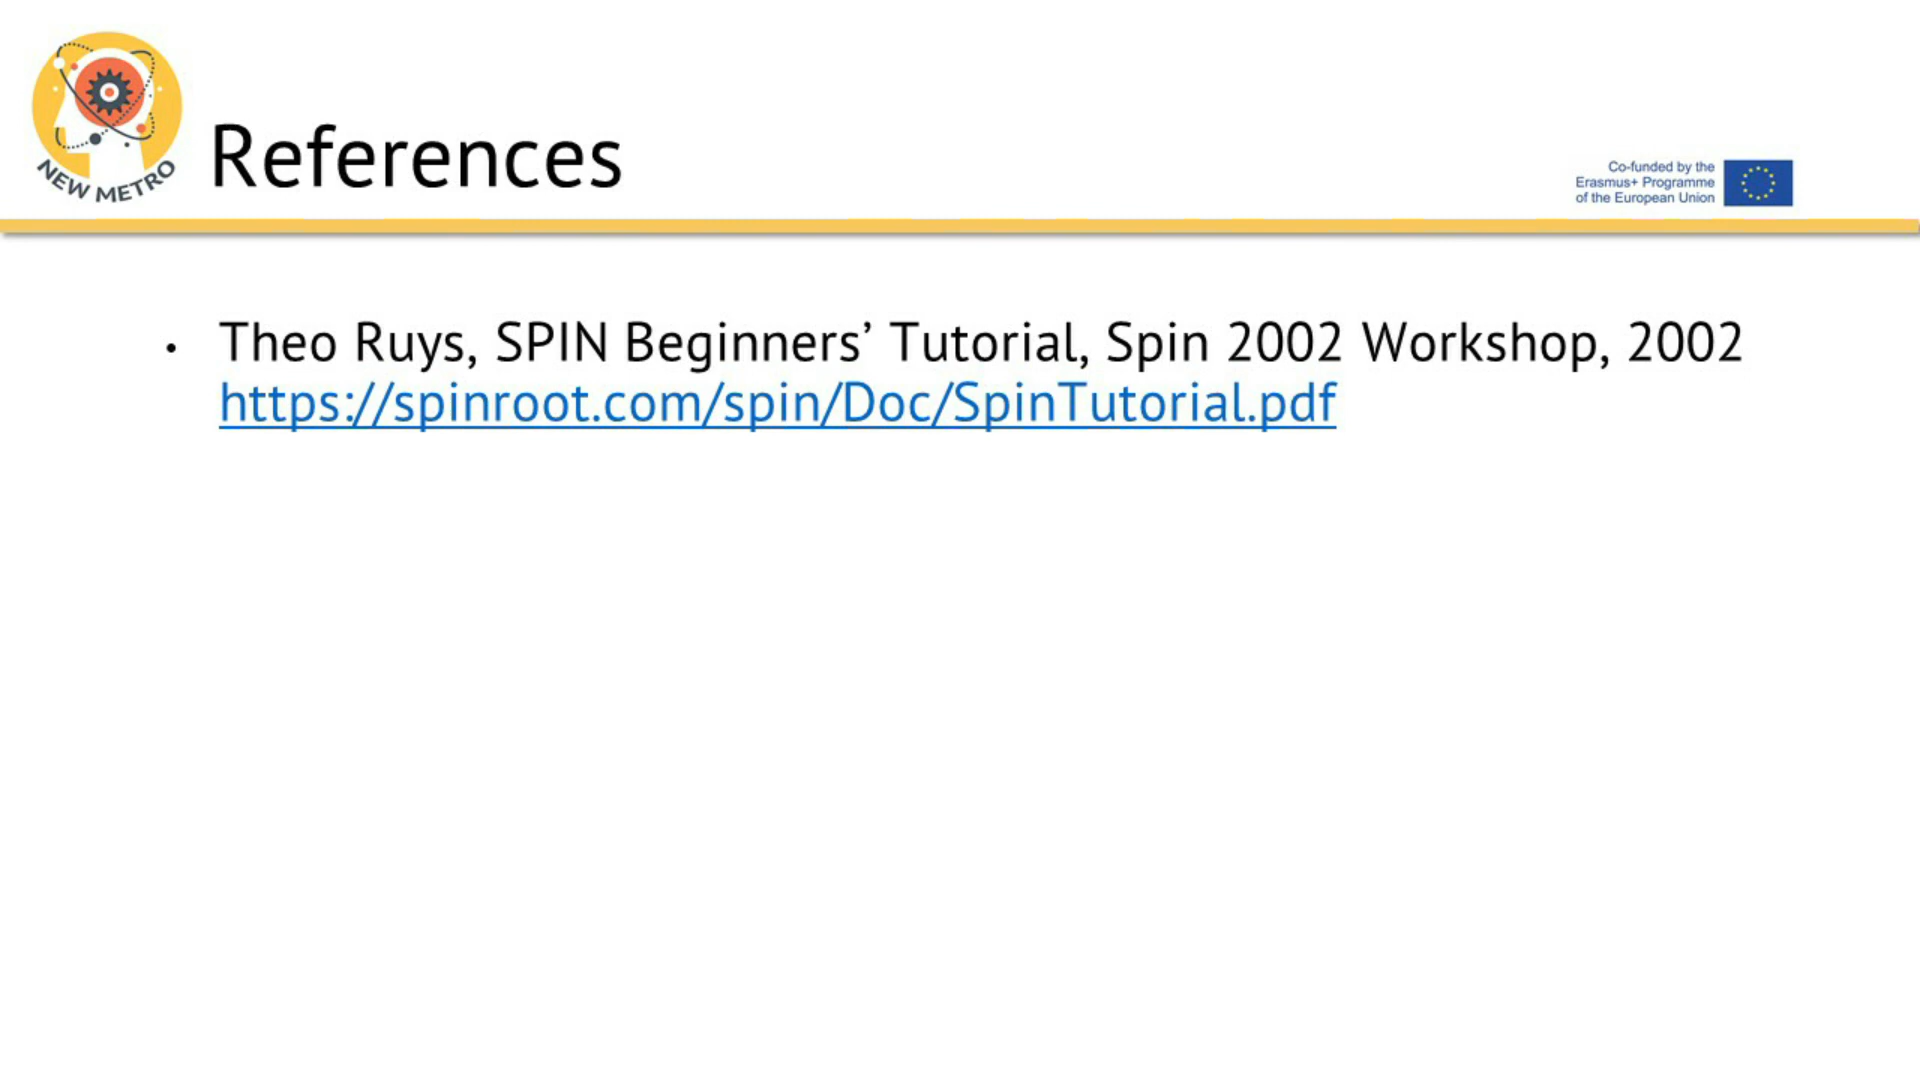 NEW METRO
References
Co-funded by the
Erasmus+ Programme
of the European Union
• Theo Ruys, SPIN Beginners’ Tutorial, Spin 2002 Workshop, 2002
https://spinroot.com/spin/Doc/SpinTutorial.pdf